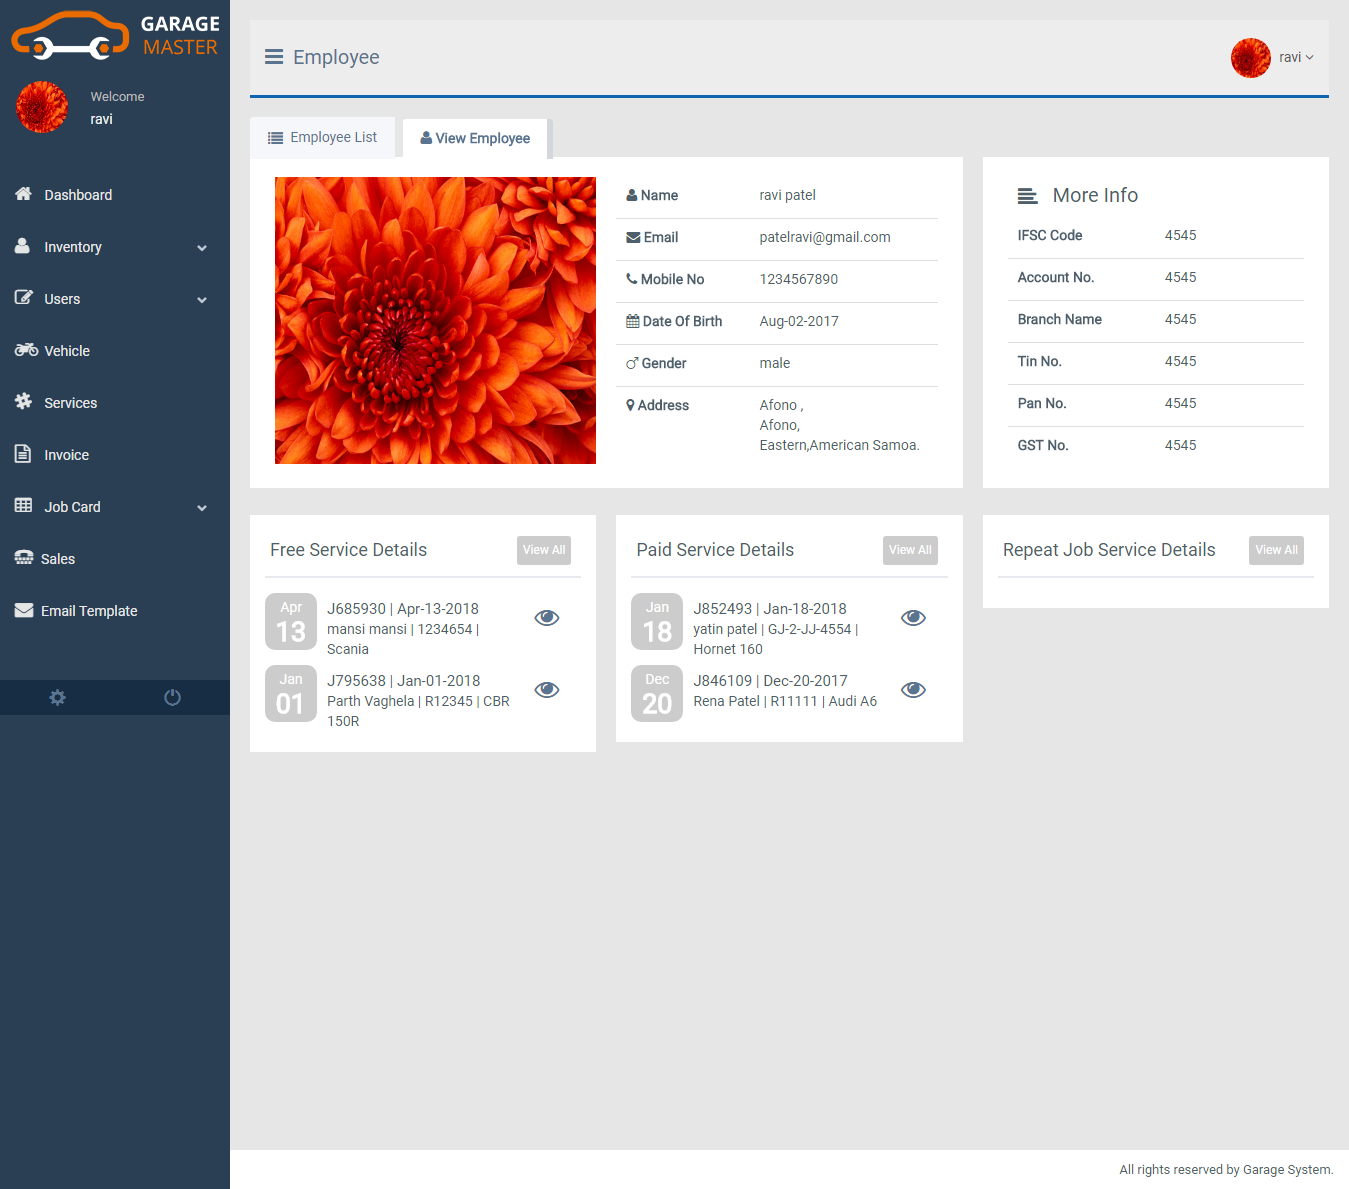 GARAGE
MASTER
Welcome
ravi
Dashboard
Inventory
Users
Vehicle
Services
Invoice
Job Card
Sales
Email Template
Employee
ravi
Employee List
View Employee
Name ravi patel
Email patelravi@gmail.com
Mobile No 1234567890
Date Of Birth Aug-02-2017
Gender male
Address Afono ,
Afono,
Eastern,American Samoa.
More Info
IFSC Code 4545
Account No. 4545
Branch Name 4545
Tin No. 4545
Pan No. 4545
GST No. 4545
Free Service Details View All
Apr
13
J685930 | Apr-13-2018
mansi mansi | 1234654 |
Scania
Jan
01
J795638 | Jan-01-2018
Parth Vaghela | R12345 | CBR
150R
Paid Service Details View All
Jan
18
J852493 | Jan-18-2018
yatin patel | GJ-2-JJ-4554 |
Hornet 160
Dec
20
J846109 | Dec-20-2017
Rena Patel | R11111 | Audi A6
Repeat Job Service Details View All
All rights reserved by Garage System.